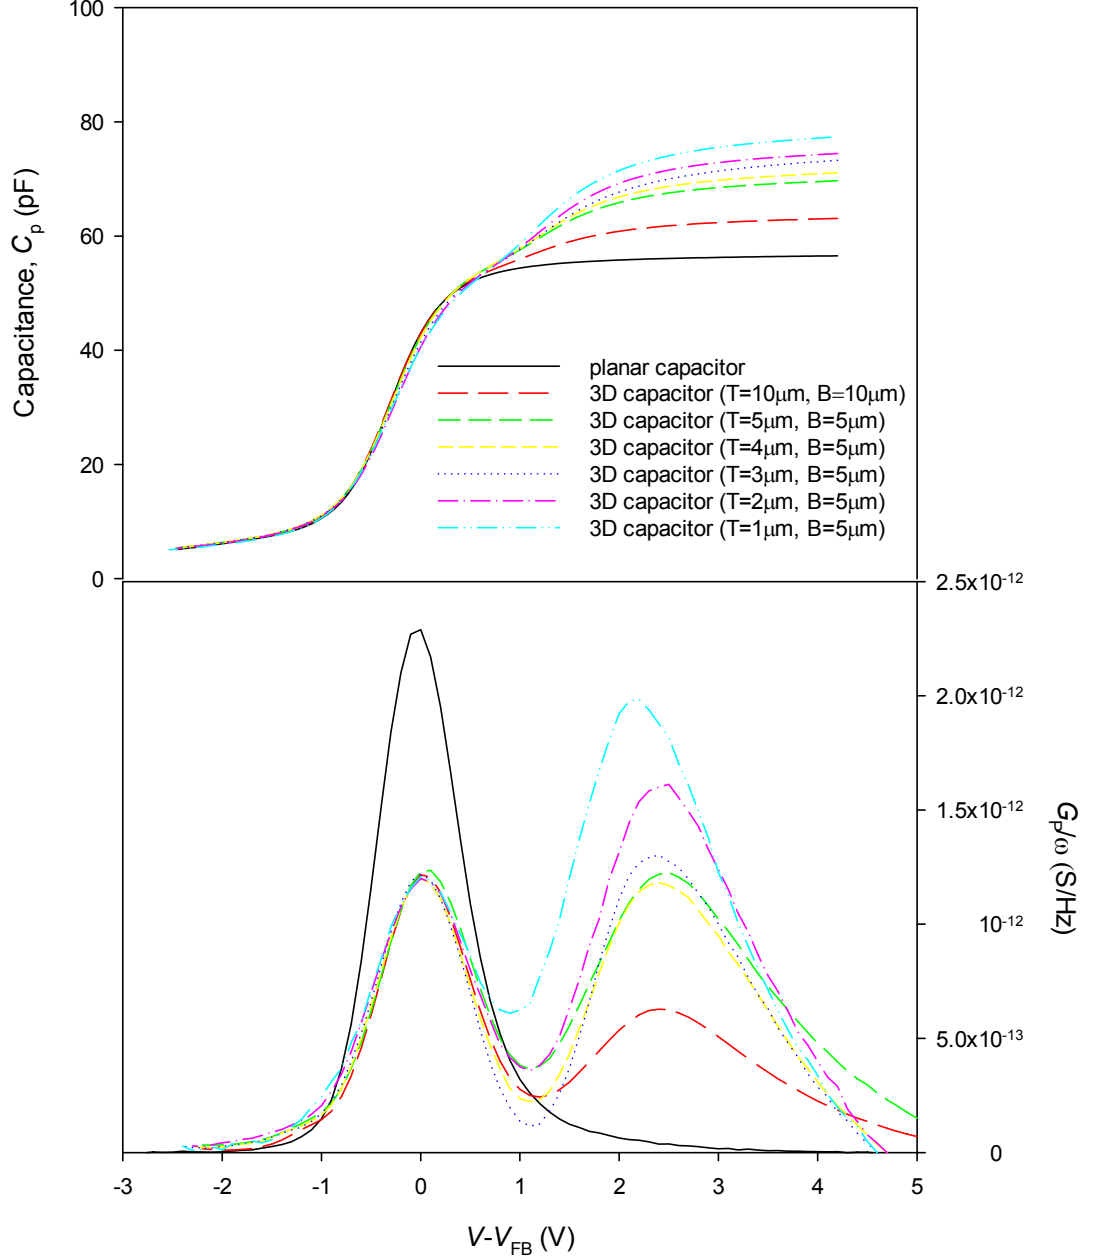 100
80
60
40
20
0
Capacitance, Cp (pF)
planar capacitor
3D capacitor (T=10μm, B=10μm)
3D capacitor (T=5μm, B=5μm)
3D capacitor (T=4μm, B=5μm)
3D capacitor (T=3μm, B=5μm)
3D capacitor (T=2μm, B=5μm)
3D capacitor (T=1μm, B=5μm)
2.5x10-12
2.0x10-12
1.5x10-12
10-12
5.0x10-13
0
Gp/ω (S/Hz)
-3 -2 -1 0 1 2 3 4 5
V-VFB (V)